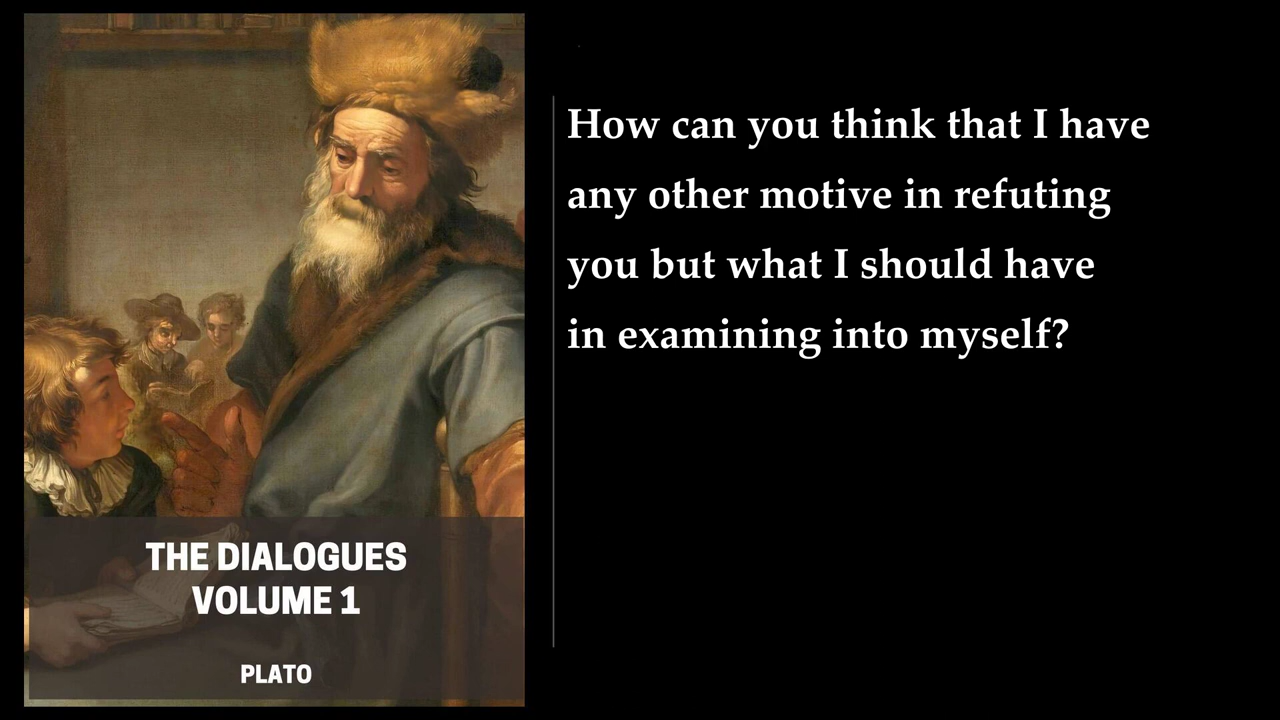 How can you think that I have
any other motive in refuting
you but what I should have
in examining into myself?
THE DIALOGUES
VOLUME 1
PLATO